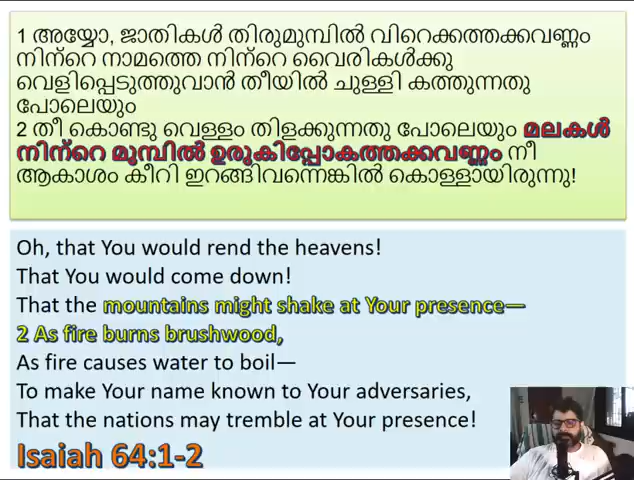 1 അയ്യോ, ജാതികൾ തിരുമുമ്പിൽ വിറെക്കത്തക്കവണ്ണം
നിന്റെ നാമത്തെ നിന്റെ വൈരികൾക്കു
വെളിപ്പെടുത്തുവാൻ തീയിൽ ചുള്ളി കത്തുന്നതു
പോലെയും
2 തീ കൊണ്ടു വെള്ളം തിളക്കുന്നതു പോലെയും മലകൾ
നിന്റെ മുമ്പിൽ ഉരുകിപ്പോകത്തക്കവണ്ണം നീ
ആകാശം കീറി ഇറങ്ങിവന്നെങ്കിൽ കൊള്ളായിരുന്നു!
Oh, that You would rend the heavens!
That You would come down!
That the mountains might shake at Your presence—
2 As fire burns brushwood,
As fire causes water to boil—
To make Your name known to Your adversaries,
That the nations may tremble at Your presence!
Isaiah 64:1-2